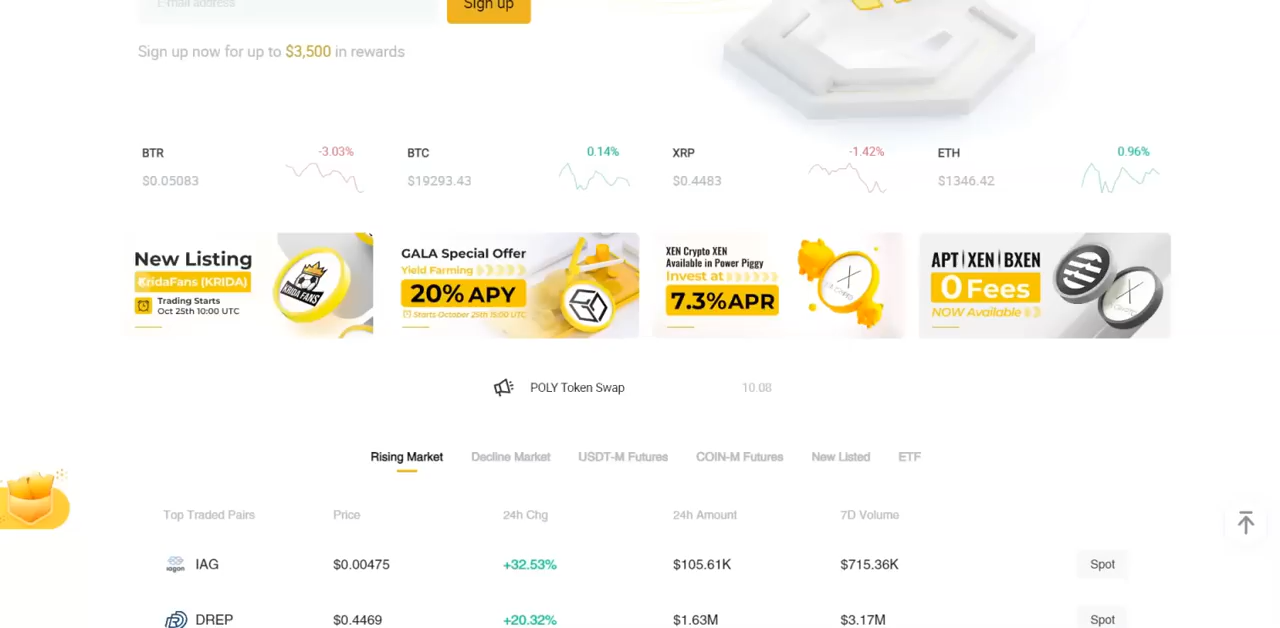 E-mail address
Sign up
Sign up now for up to $3,500 in rewards
BTR -3.03%
$0.05083
BTC 0.14%
$19293.43
XRP -1.42%
$0.4483
ETH 0.96%
$1346.42
New Listing
KridaFans (KRIDA)
Trading Starts
Oct 25th 10:00 UTC
KRIDA FANS
GALA Special Offer
Yield Farming
20% APY
Starts October 25th 15:00 UTC
XEN Crypto XEN
Available in Power Piggy
Invest at
7.3%APR
APT XEN BXEN
0 Fees
NOW Available
POLY Token Swap 10.08
Rising Market Decline Market USDT-M Futures COIN-M Futures New Listed ETF
Top Traded Pairs Price 24h Chg 24h Amount 7D Volume
iagon IAG $0.00475 +32.53% $105.61K $715.36K Spot
DREP $0.4469 +20.32% $1.63M $3.17M Spot